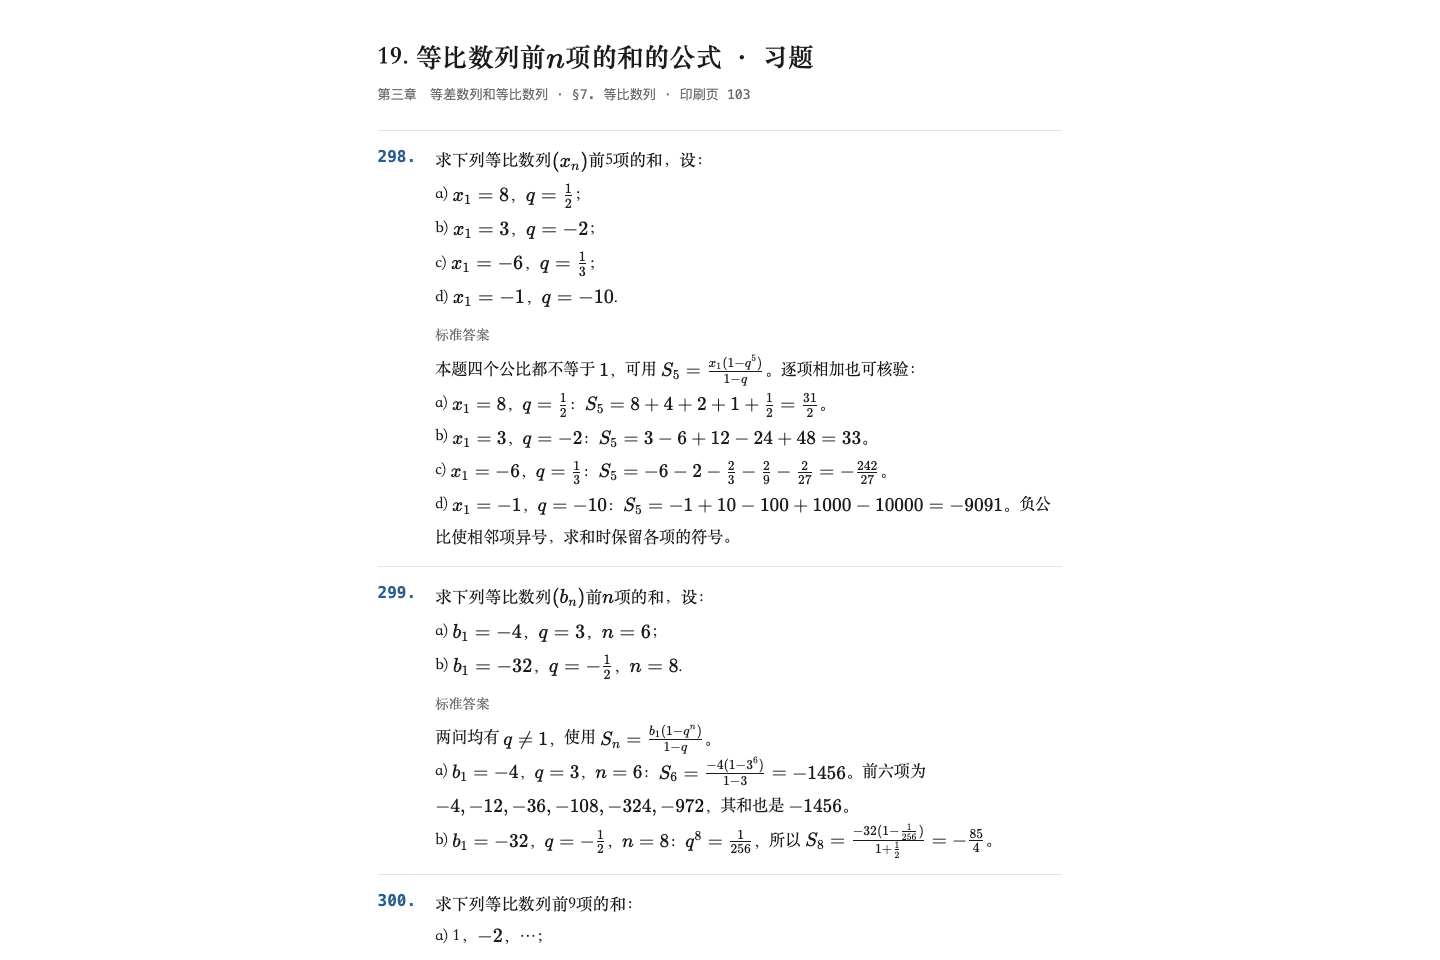 19. 等比数列前n项的和的公式 · 习题
第三章 等差数列和等比数列 · §7. 等比数列 · 印刷页 103
298. 求下列等比数列(xₙ)前5项的和，设：
a) x₁ = 8, q = 1/2；
b) x₁ = 3, q = −2；
c) x₁ = −6, q = 1/3；
d) x₁ = −1, q = −10.
标准答案
本题四个公比都不等于 1，可用 S₅ = x₁(1−q⁵)/(1−q)。逐项相加也可核验：
a) x₁ = 8, q = 1/2：S₅ = 8 + 4 + 2 + 1 + 1/2 = 31/2。
b) x₁ = 3, q = −2：S₅ = 3 − 6 + 12 − 24 + 48 = 33。
c) x₁ = −6, q = 1/3：S₅ = −6 − 2 − 2/3 − 2/9 − 2/27 = −242/27。
d) x₁ = −1, q = −10：S₅ = −1 + 10 − 100 + 1000 − 10000 = −9091。负公
比使相邻项异号，求和时保留各项的符号。
299. 求下列等比数列(bₙ)前n项的和，设：
a) b₁ = −4, q = 3, n = 6；
b) b₁ = −32, q = −1/2, n = 8.
标准答案
两问均有 q ≠ 1，使用 Sₙ = b₁(1−qⁿ)/(1−q)。
a) b₁ = −4, q = 3, n = 6：S₆ = −4(1−3⁶)/(1−3) = −1456。前六项为
−4, −12, −36, −108, −324, −972，其和也是 −1456。
b) b₁ = −32, q = −1/2, n = 8：q⁸ = 1/256，所以 S₈ = −32(1−1/256)/(1+1/2) = −85/4。
300. 求下列等比数列前9项的和：
a) 1, −2, ⋯；